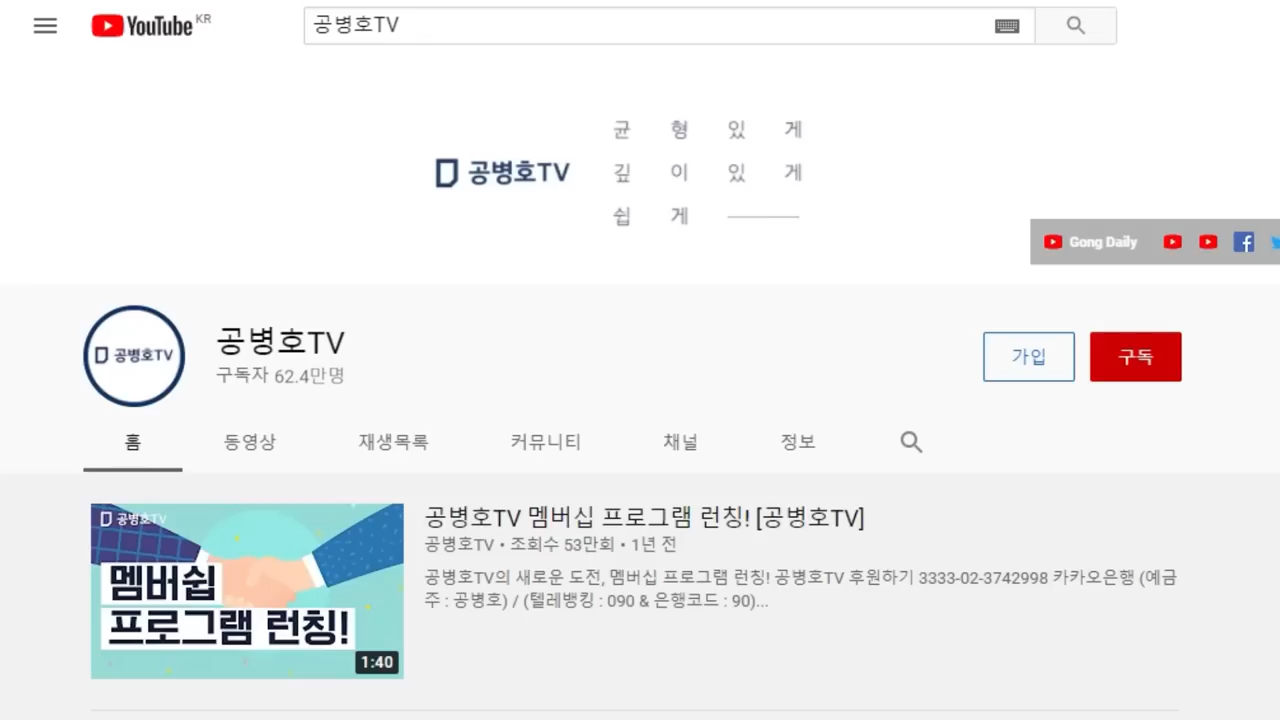 YouTube KR
공병호TV
균 형 있 게
공병호TV
깊 이 있 게
쉽 게
Gong Daily
공병호TV
공병호TV
구독자 62.4만명
가입
구독
홈
동영상
재생목록
커뮤니티
채널
정보
공병호TV
멤버쉽
프로그램 런칭!
1:40
공병호TV 멤버십 프로그램 런칭! [공병호TV]
공병호TV • 조회수 53만회 • 1년 전
공병호TV의 새로운 도전, 멤버십 프로그램 런칭! 공병호TV 후원하기 3333-02-3742998 카카오은행 (예금
주 : 공병호) / (텔레뱅킹 : 090 & 은행코드 : 90)...